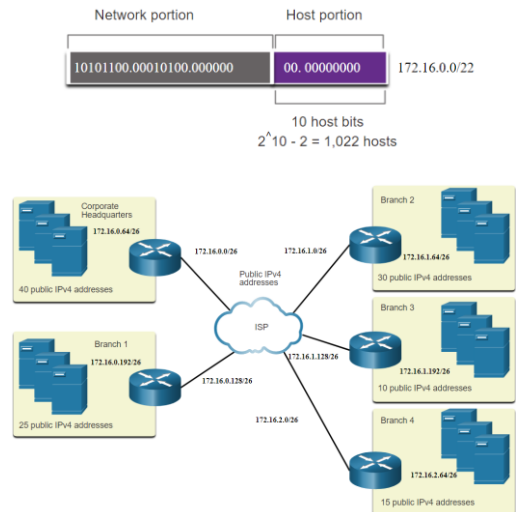 Network portion
Host portion
10101100.00010100.000000
00. 00000000
172.16.0.0/22
10 host bits
2^10 - 2 = 1,022 hosts
Corporate
Headquarters
172.16.0.64/26
40 public IPv4 addresses
172.16.0.0/26
Public IPv4
addresses
ISP
172.16.1.0/26
Branch 2
172.16.1.64/26
30 public IPv4 addresses
Branch 1
172.16.0.192/26
25 public IPv4 addresses
172.16.0.128/26
172.16.1.128/26
Branch 3
172.16.1.192/26
10 public IPv4 addresses
172.16.2.0/26
Branch 4
172.16.2.64/26
15 public IPv4 addresses